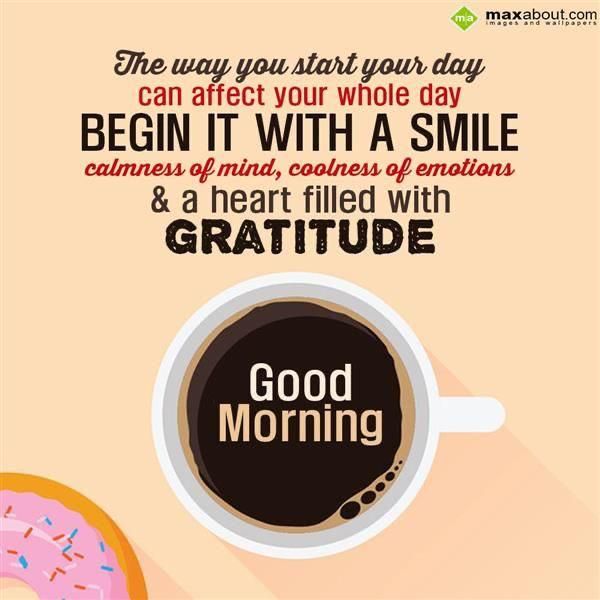 m/a maxabout.com
images and wallpapers
The way you start your day
can affect your whole day
BEGIN IT WITH A SMILE
calmness of mind, coolness of emotions
& a heart filled with
GRATITUDE
Good
Morning